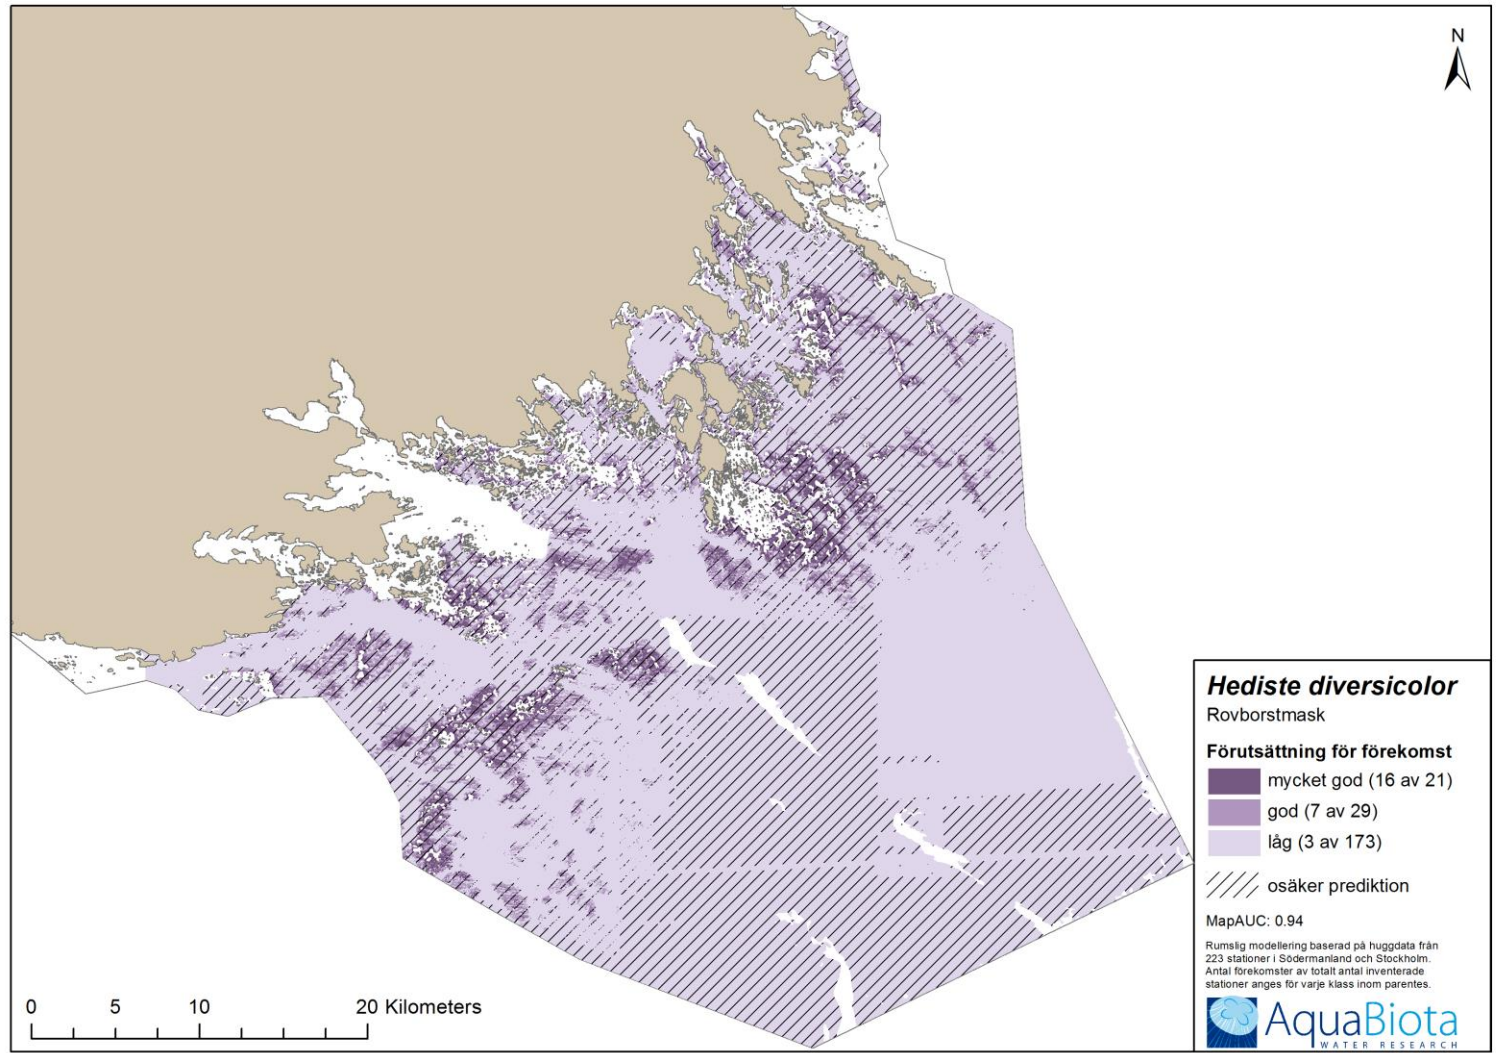 N
Hediste diversicolor
Rovborstmask
Förutsättning för förekomst
mycket god (16 av 21)
god (7 av 29)
låg (3 av 173)
osäker prediktion
MapAUC: 0.94
Rumslig modellering baserad på huggdata från
223 stationer i Södermanland och Stockholm.
Antal förekomster av totalt antal inventerade
stationer anges för varje klass inom parentes.
AquaBiota
WATER RESEARCH
0 5 10 20 Kilometers